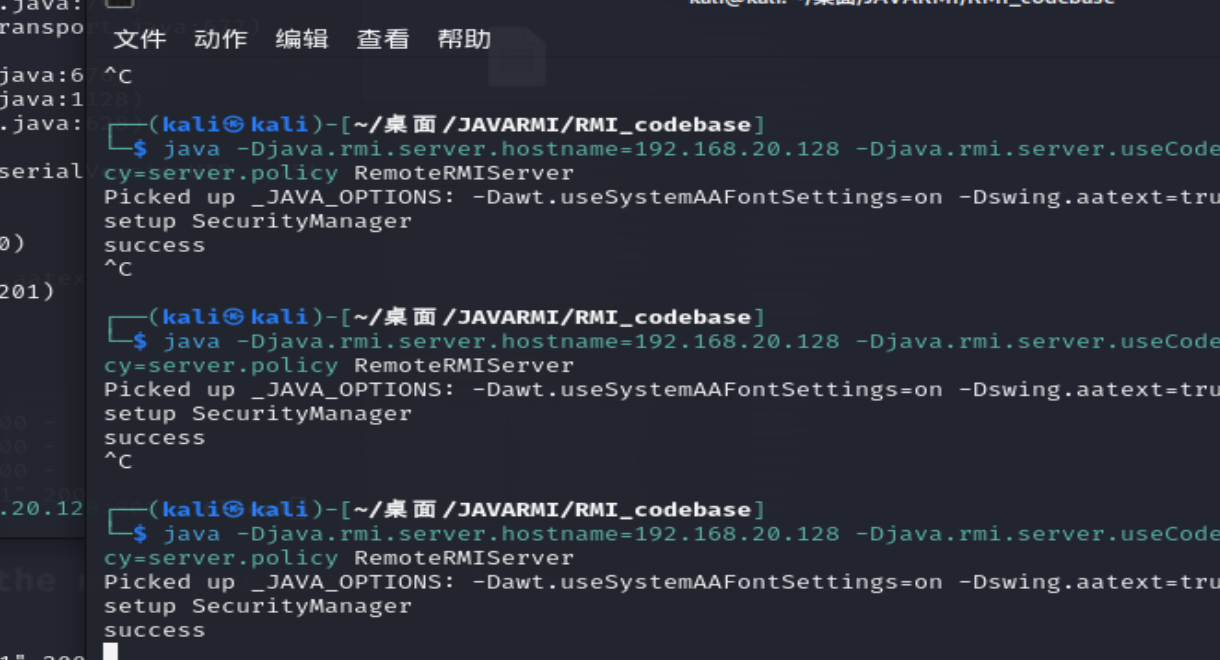 文件 动作 编辑 查看 帮助
^C
┌──(kali㉿kali)-[~/桌面/JAVARMI/RMI_codebase]
└─$ java -Djava.rmi.server.hostname=192.168.20.128 -Djava.rmi.server.useCode
cy=server.policy RemoteRMIServer
Picked up _JAVA_OPTIONS: -Dawt.useSystemAAFontSettings=on -Dswing.aatext=tru
setup SecurityManager
success
^C
┌──(kali㉿kali)-[~/桌面/JAVARMI/RMI_codebase]
└─$ java -Djava.rmi.server.hostname=192.168.20.128 -Djava.rmi.server.useCode
cy=server.policy RemoteRMIServer
Picked up _JAVA_OPTIONS: -Dawt.useSystemAAFontSettings=on -Dswing.aatext=tru
setup SecurityManager
success
^C
┌──(kali㉿kali)-[~/桌面/JAVARMI/RMI_codebase]
└─$ java -Djava.rmi.server.hostname=192.168.20.128 -Djava.rmi.server.useCode
cy=server.policy RemoteRMIServer
Picked up _JAVA_OPTIONS: -Dawt.useSystemAAFontSettings=on -Dswing.aatext=tru
setup SecurityManager
success
ranspo
java:6
java:1
.java:
serial
0)
201)
.20.12
the